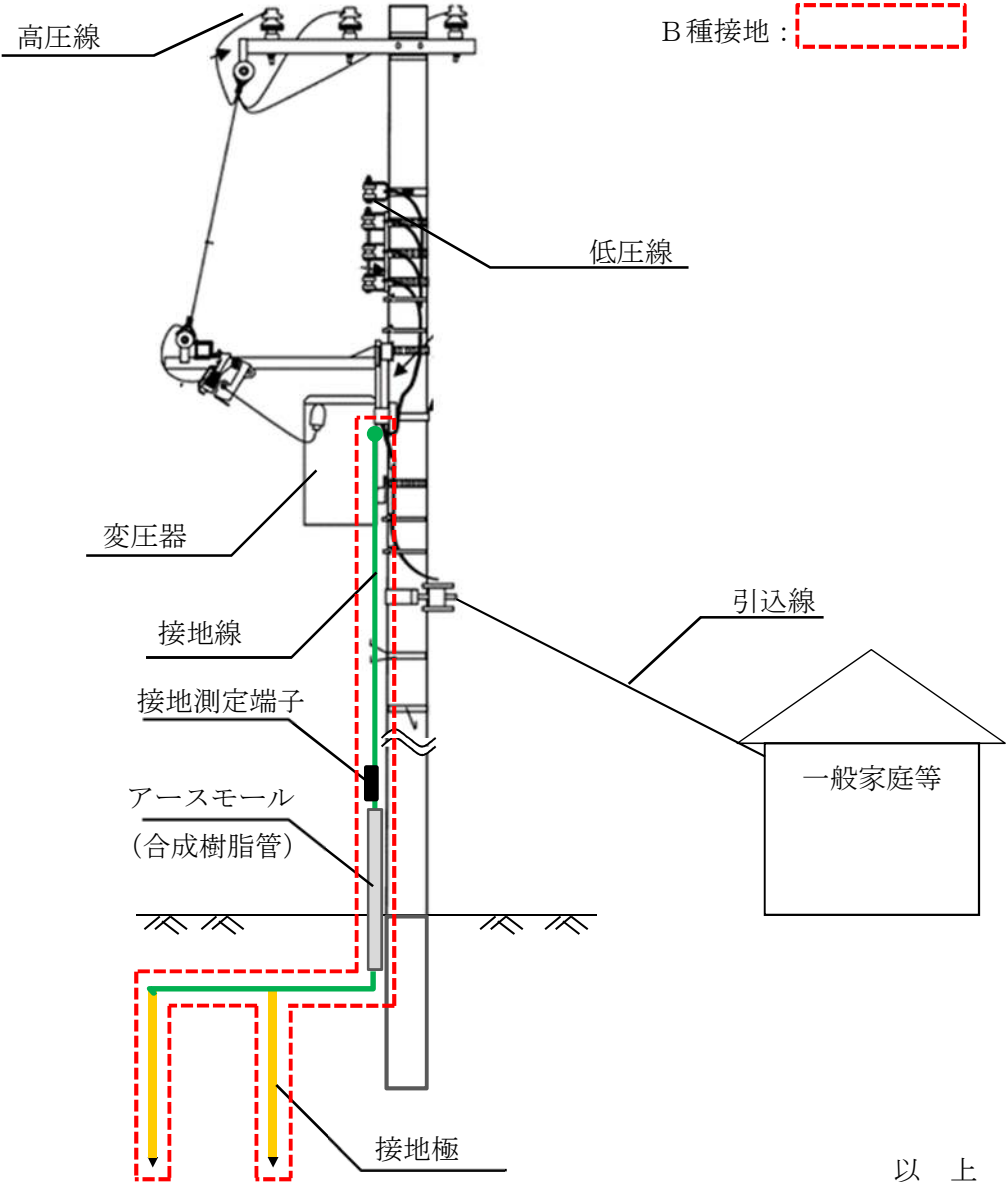 高圧線
B種接地：
低圧線
変圧器
引込線
接地線
接地測定端子
一般家庭等
アースモール
（合成樹脂管）
接地極
以　上